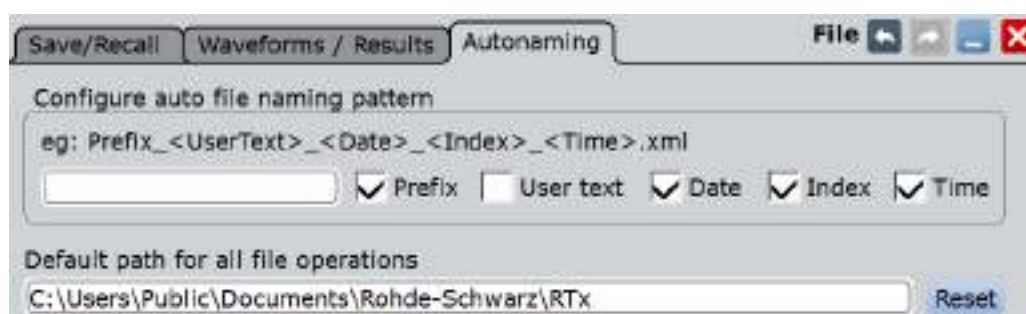 Save/Recall Waveforms / Results Autonaming File
Configure auto file naming pattern
eg: Prefix_<UserText>_<Date>_<Index>_<Time>.xml
Prefix User text Date Index Time
Default path for all file operations
C:\Users\Public\Documents\Rohde-Schwarz\RTx Reset